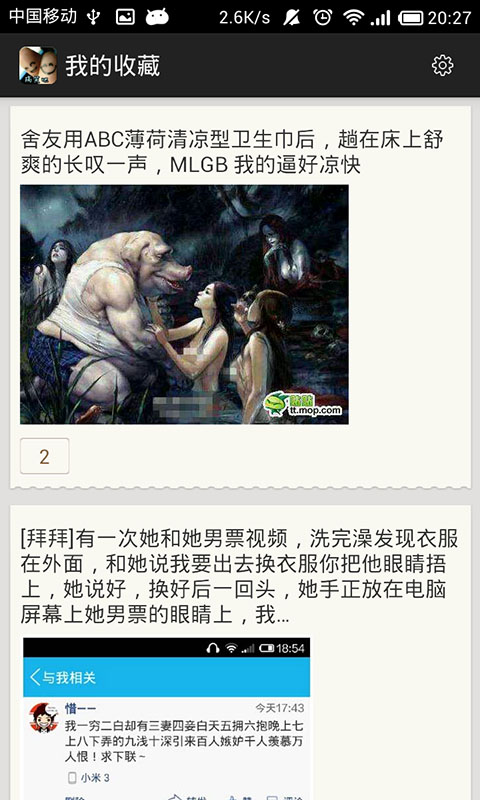 中国移动 2.6K/s 20:27
我的收藏
舍友用ABC薄荷清凉型卫生巾后，趟在床上舒
爽的长叹一声，MLGB 我的逼好凉快
贴贴
tt.mop.com
2
[拜拜]有一次她和她男票视频，洗完澡发现衣服
在外面，和她说我要出去换衣服你把他眼睛捂
上，她说好，换好后一回头，她手正放在电脑
屏幕上她男票的眼睛上，我...
18:54
与我相关
惜一一 今天17:43
我一穷二白却有三妻四妾白天五拥六抱晚上七
上八下弄的九浅十深引来百人嫉妒千人羡慕万
人恨！求下联~
小米 3